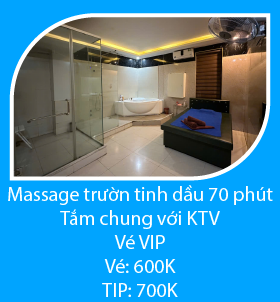 Massage trườn tinh dầu 70 phút
Tắm chung với KTV
Vé VIP
Vé: 600K
TIP: 700K